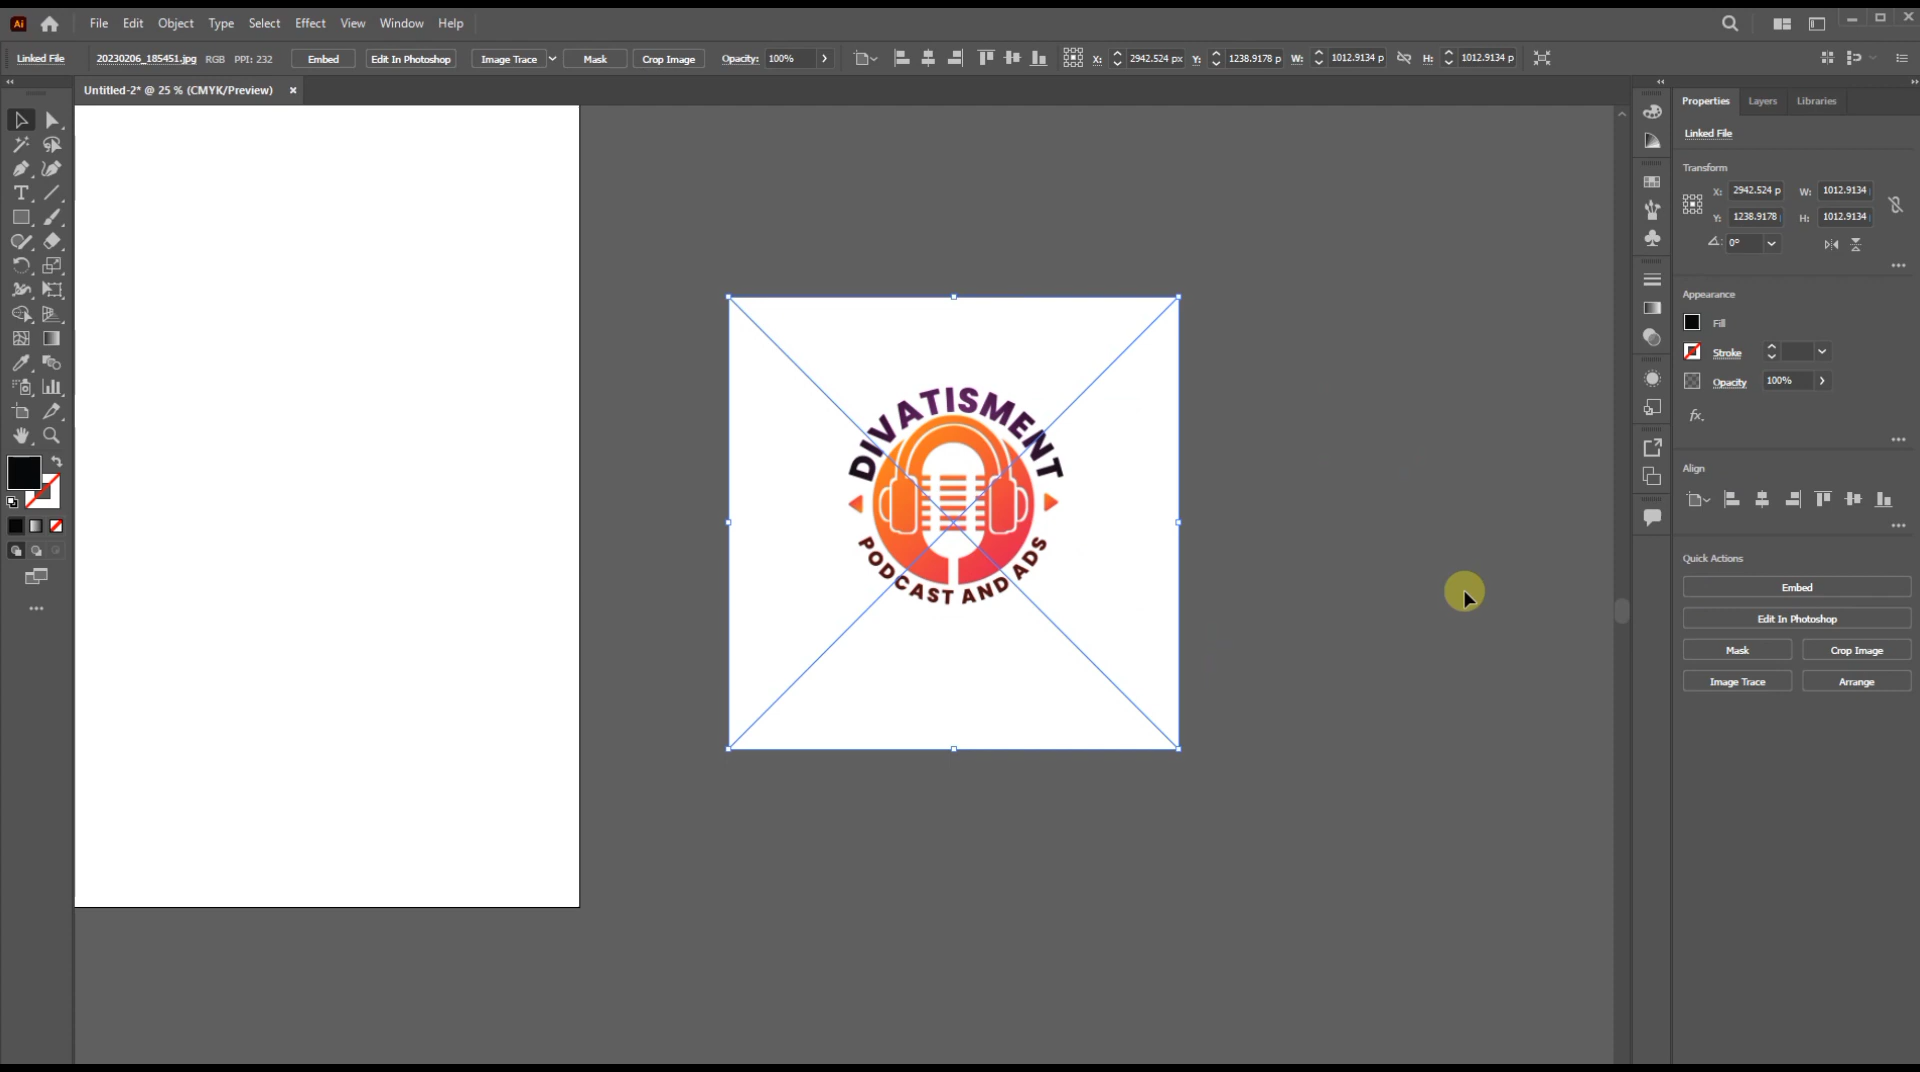 Ai File Edit Object Type Select Effect View Window Help
Linked File 20230206_185451.jpg RGB PPI: 232 Embed Edit In Photoshop Image Trace Mask Crop Image Opacity: 100% X: 2942.524 px Y: 1238.9178 p W: 1012.9134 p H: 1012.9134 p
Untitled-2* @ 25 % (CMYK/Preview) ×
Properties Layers Libraries
Linked File
Transform
X: 2942.524 p W: 1012.9134
Y: 1238.9178 H: 1012.9134
0°
Appearance
Fill
Stroke
Opacity 100%
fx.
Align
Quick Actions
Embed
Edit In Photoshop
Mask Crop Image
Image Trace Arrange
DIVATISMENT
PODCAST AND ADS